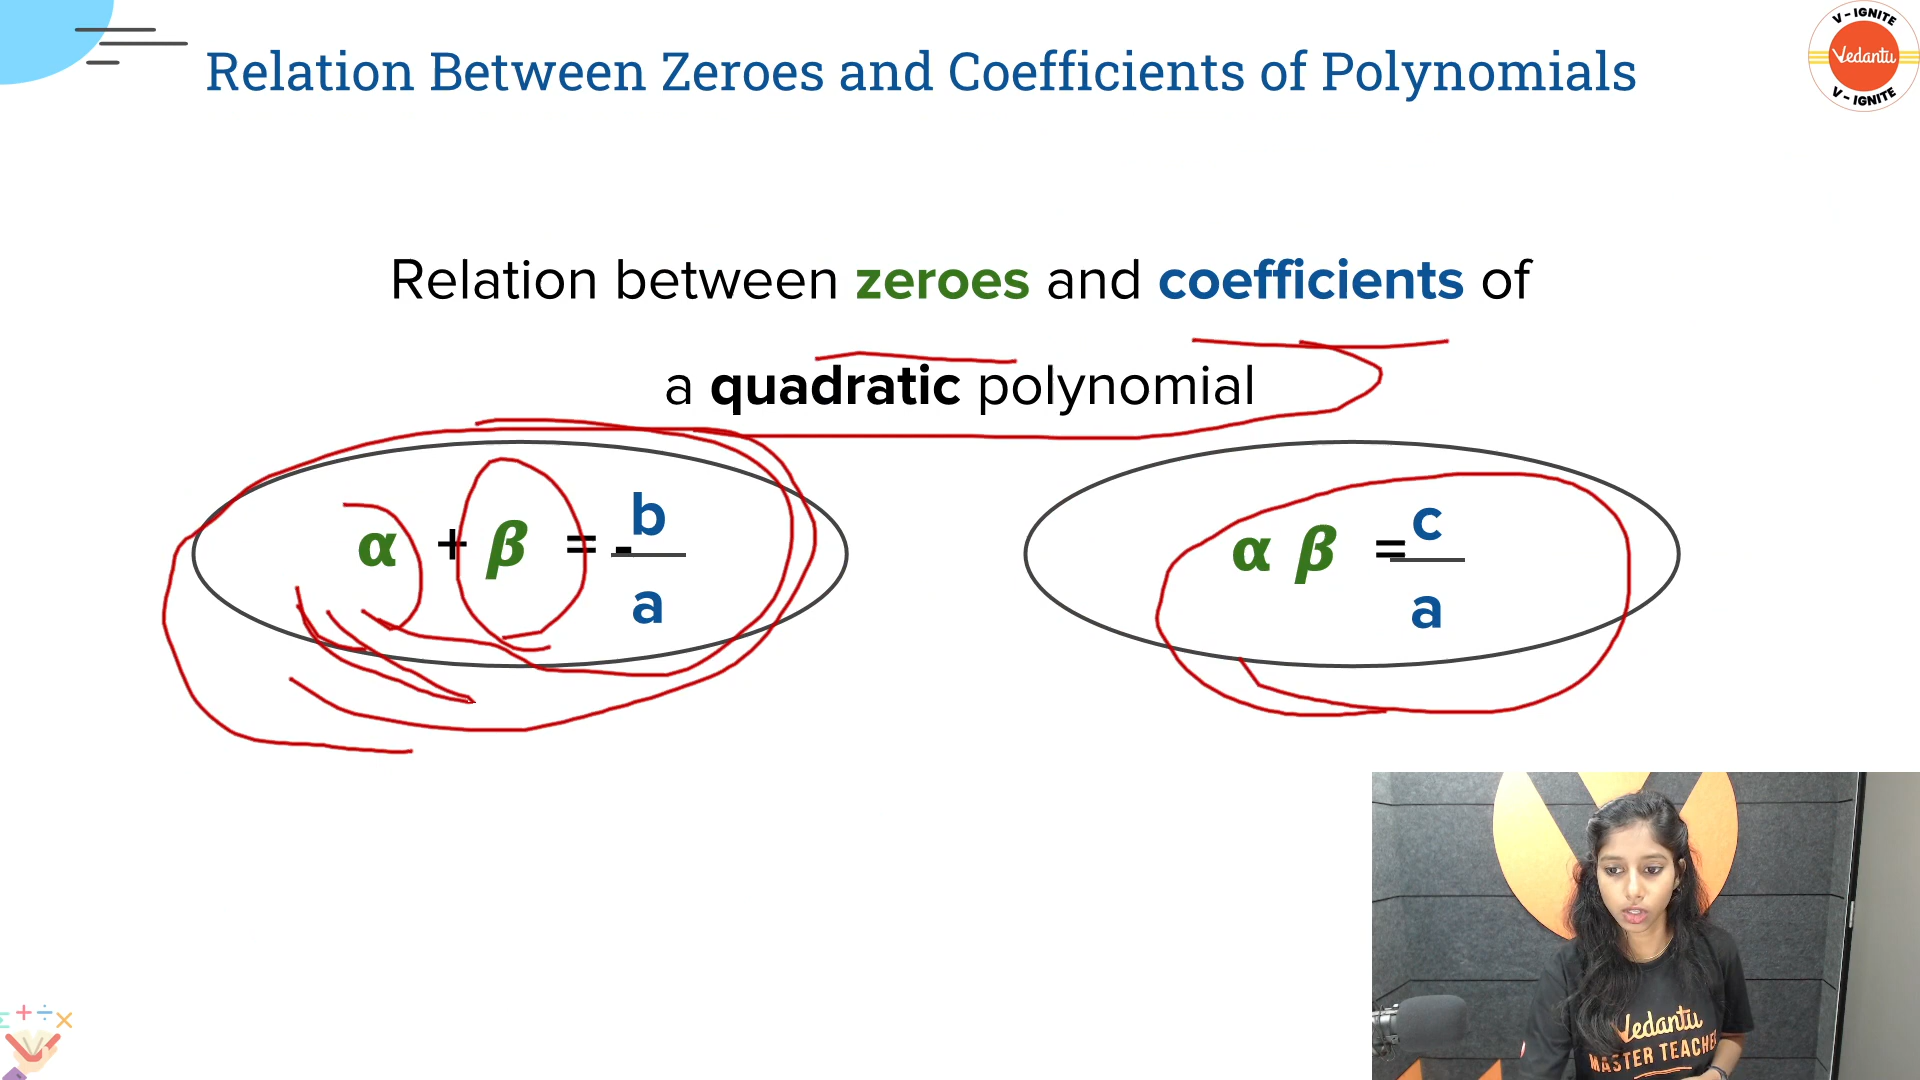 Relation Between Zeroes and Coefficients of Polynomials
V - IGNITE
Vedantu
V - IGNITE
Relation between zeroes and coefficients of
a quadratic polynomial
α + β = - b
a
α β = c
a
Vedantu
MASTER TEACHE